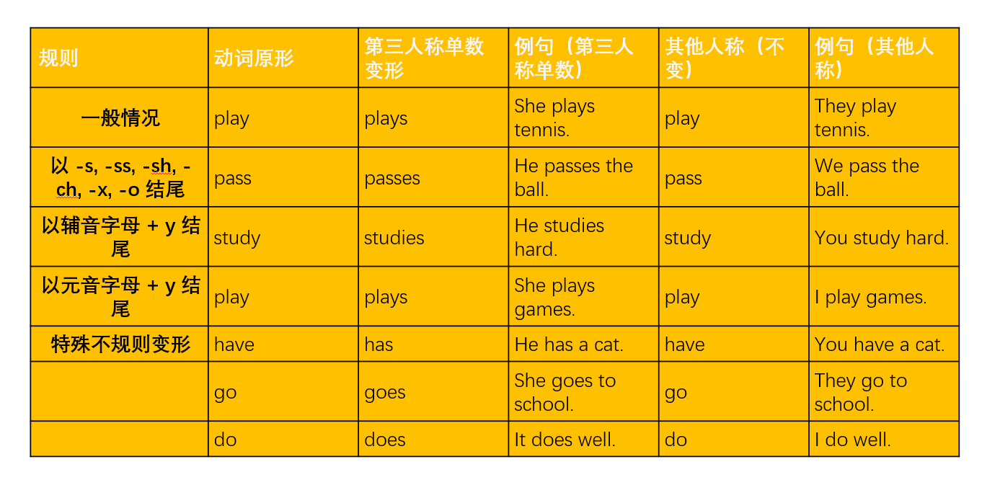 规则
动词原形
第三人称单数
变形
例句（第三人
称单数）
其他人称（不
变）
例句（其他人
称）
一般情况
play
plays
She plays
tennis.
play
They play
tennis.
以 -s, -ss, -sh, -
ch, -x, -o 结尾
pass
passes
He passes the
ball.
pass
We pass the
ball.
以辅音字母 + y 结
尾
study
studies
He studies
hard.
study
You study hard.
以元音字母 + y 结
尾
play
plays
She plays
games.
play
I play games.
特殊不规则变形
have
has
He has a cat.
have
You have a cat.
go
goes
She goes to
school.
go
They go to
school.
do
does
It does well.
do
I do well.